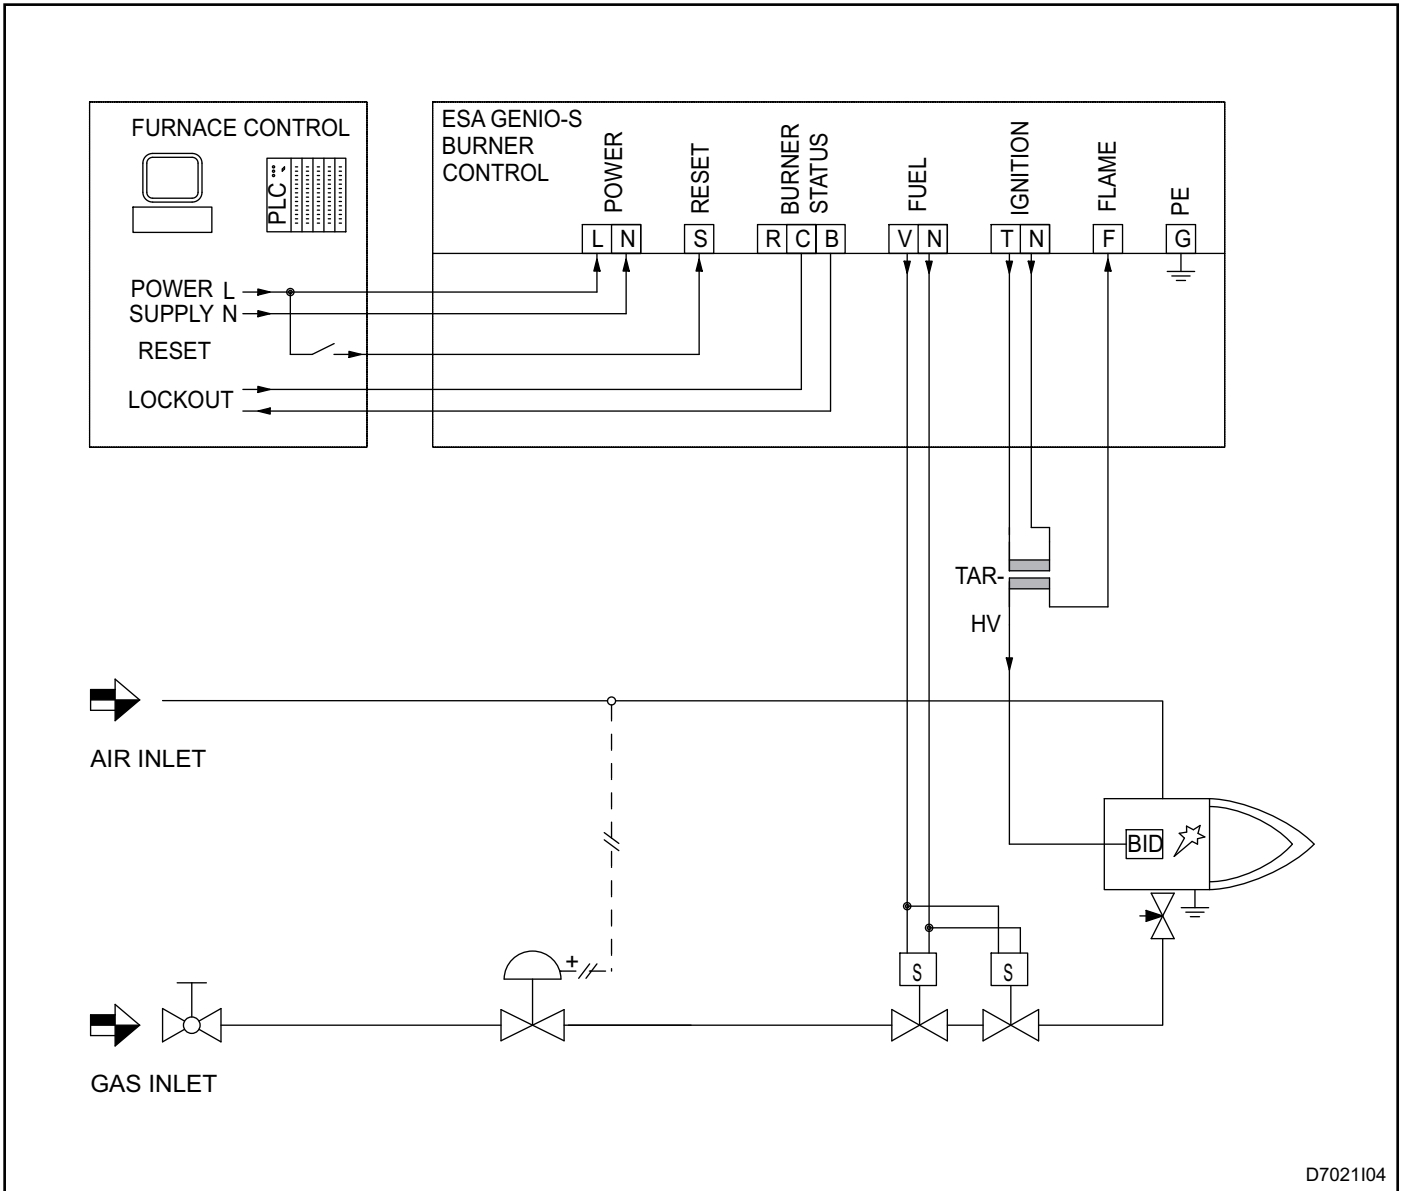 FURNACE CONTROL
PLC
POWER L
SUPPLY N
RESET
LOCKOUT
ESA GENIO-S
BURNER
CONTROL
POWER
RESET
BURNER
STATUS
FUEL
IGNITION
FLAME
PE
L N
S
R C B
V N
T N
F
G
TAR-
HV
AIR INLET
BID
+
S
S
GAS INLET
D7021I04